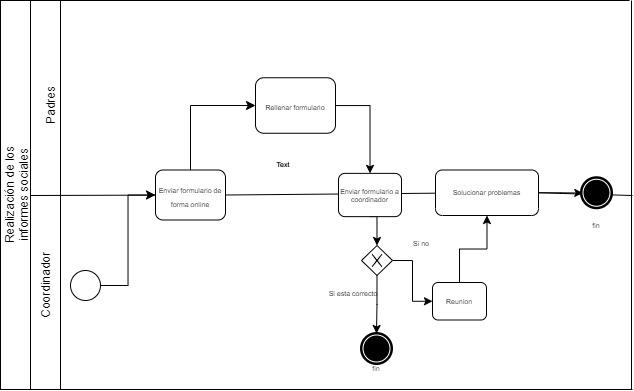 Realización de los
informes sociales
Padres
Coordinador
Rellenar formulario
Text
Enviar formulario de
forma online
Enviar formulario a
coordinador
Solucionar problemas
fin
Si no
Si esta correcto
Reunion
fin